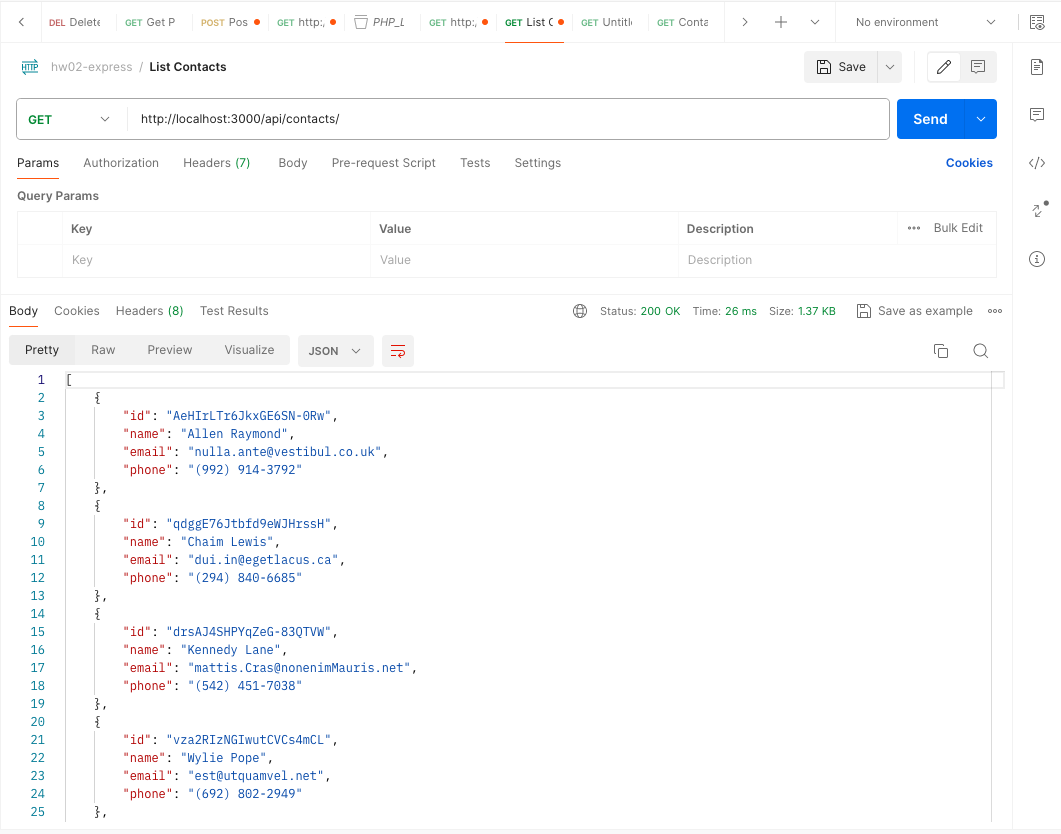 DEL Delete GET Get P POST Pos GET http:, PHP_L GET http:, GET List C GET Untitl GET Conta No environment
HTTP hw02-express / List Contacts Save
GET http://localhost:3000/api/contacts/ Send
Params Authorization Headers (7) Body Pre-request Script Tests Settings Cookies
Query Params
Key Value Description ••• Bulk Edit
Key Value Description
Body Cookies Headers (8) Test Results Status: 200 OK Time: 26 ms Size: 1.37 KB Save as example
Pretty Raw Preview Visualize JSON
1 [
2 {
3 "id": "AeHIrLTr6JkxGE6SN-0Rw",
4 "name": "Allen Raymond",
5 "email": "nulla.ante@vestibul.co.uk",
6 "phone": "(992) 914-3792"
7 },
8 {
9 "id": "qdggE76Jtbfd9eWJHrssH",
10 "name": "Chaim Lewis",
11 "email": "dui.in@egetlacus.ca",
12 "phone": "(294) 840-6685"
13 },
14 {
15 "id": "drsAJ4SHPYqZeG-83QTVW",
16 "name": "Kennedy Lane",
17 "email": "mattis.Cras@nonenimMauris.net",
18 "phone": "(542) 451-7038"
19 },
20 {
21 "id": "vza2RIzNGIwutCVCs4mCL",
22 "name": "Wylie Pope",
23 "email": "est@utquamvel.net",
24 "phone": "(692) 802-2949"
25 },